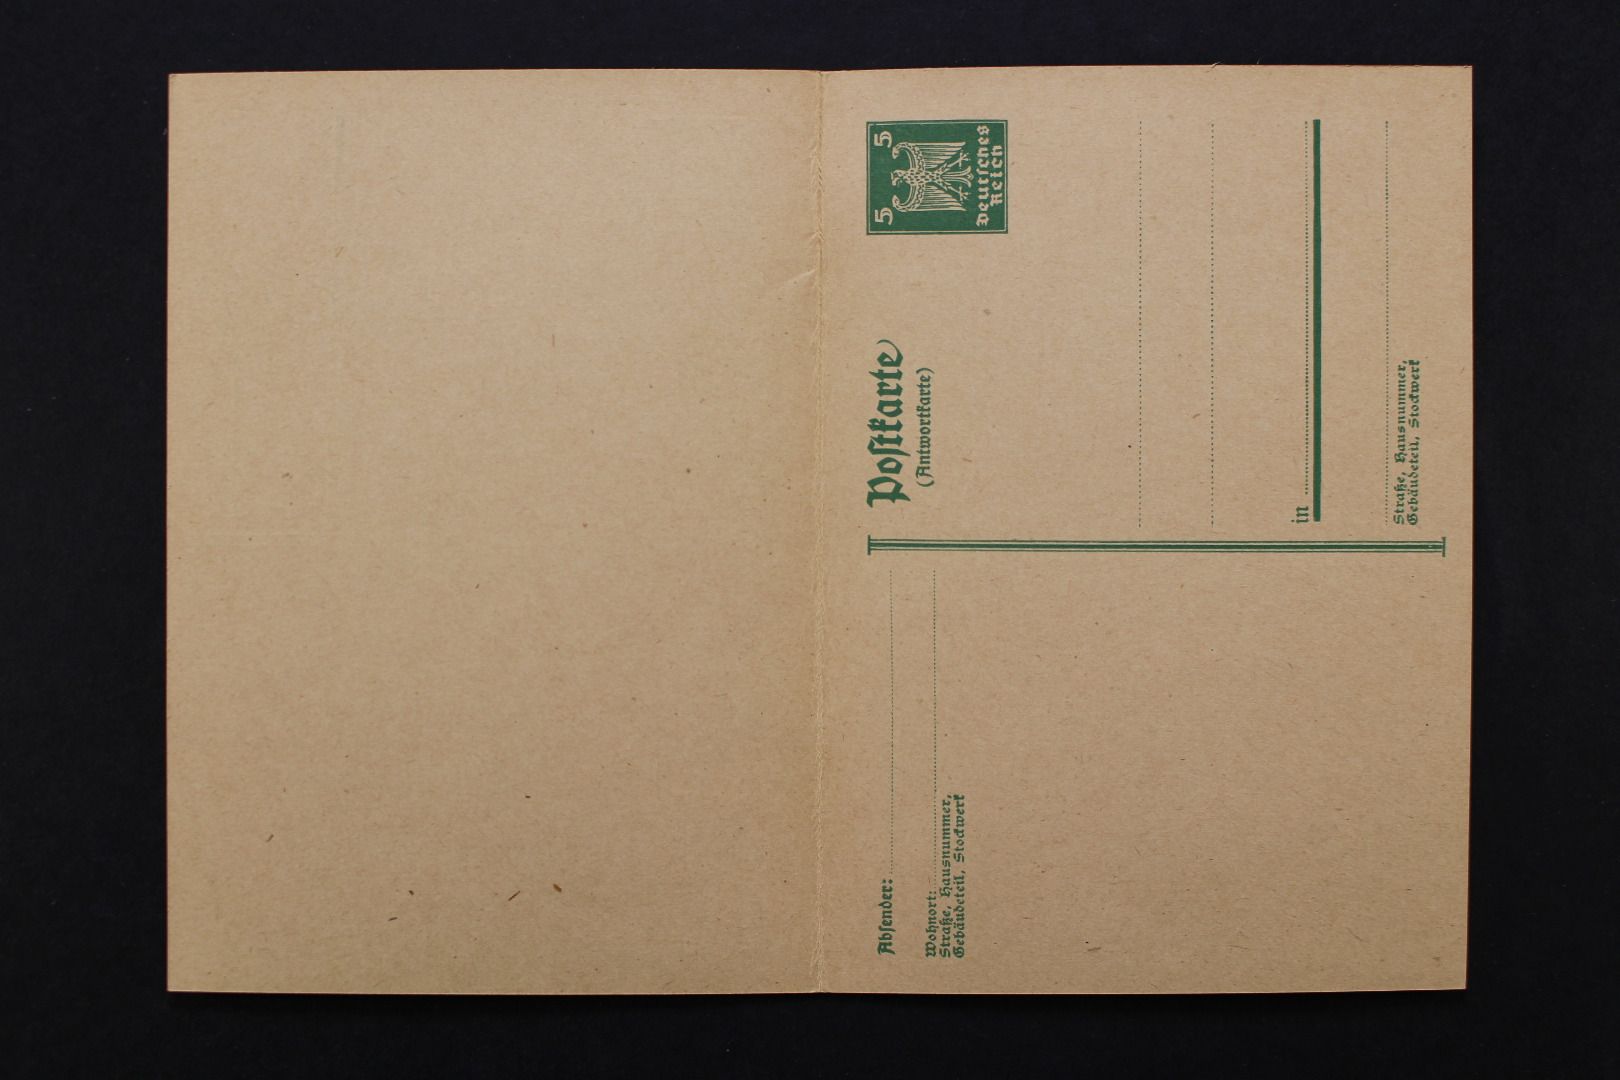 Postkarte
(Antwortkarte)
5 5
Deutsches
Reich
Absender:
Wohnort:
Straße, Hausnummer,
Gebäudeteil, Stockwerk
in
Straße, Hausnummer,
Gebäudeteil, Stockwerk